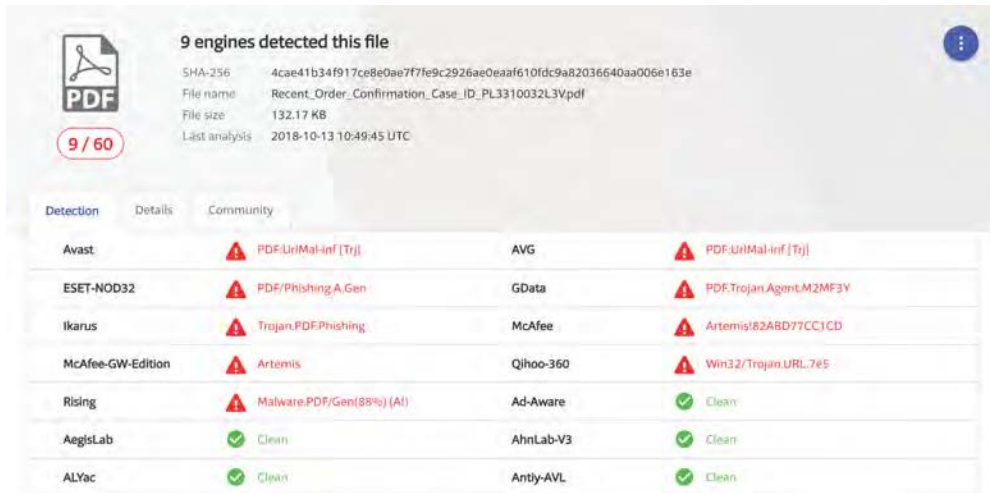 9 engines detected this file
SHA-256 4cae41b34f917ce8e0ae7f7fe9c2926ae0eaaf610fdc9a82036640aa006e163e
File name Recent_Order_Confirmation_Case_ID_PL3310032L3V.pdf
File size 132.17 KB
Last analysis 2018-10-13 10:49:45 UTC
PDF
9 / 60
Detection Details Community
Avast PDF:UrlMal-inf [Trj] AVG PDF:UrlMal-inf [Trj]
ESET-NOD32 PDF/Phishing.A.Gen GData PDF.Trojan.Agent.M2MF3Y
Ikarus Trojan.PDF.Phishing McAfee Artemis!82ABD77CC1CD
McAfee-GW-Edition Artemis Qihoo-360 Win32/Trojan.URL.7e5
Rising Malware.PDF/Gen(88%) (AI) Ad-Aware Clean
AegisLab Clean AhnLab-V3 Clean
ALYac Clean Antiy-AVL Clean